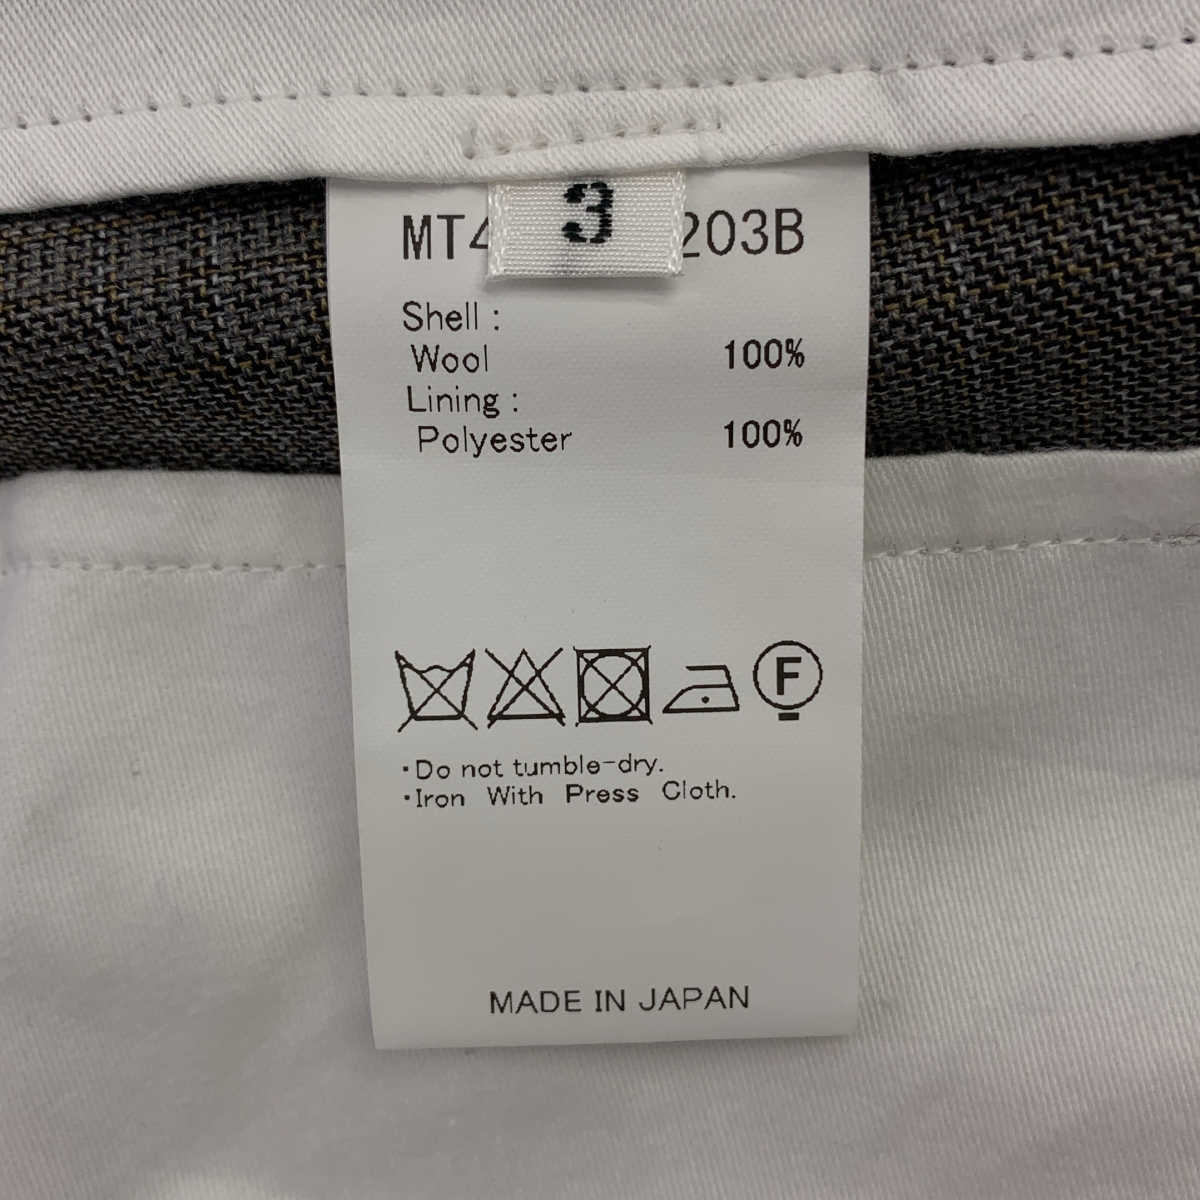 3
203B
Shell :
Wool 100%
Lining :
Polyester 100%
F
・Do not tumble-dry.
・Iron With Press Cloth.
MADE IN JAPAN